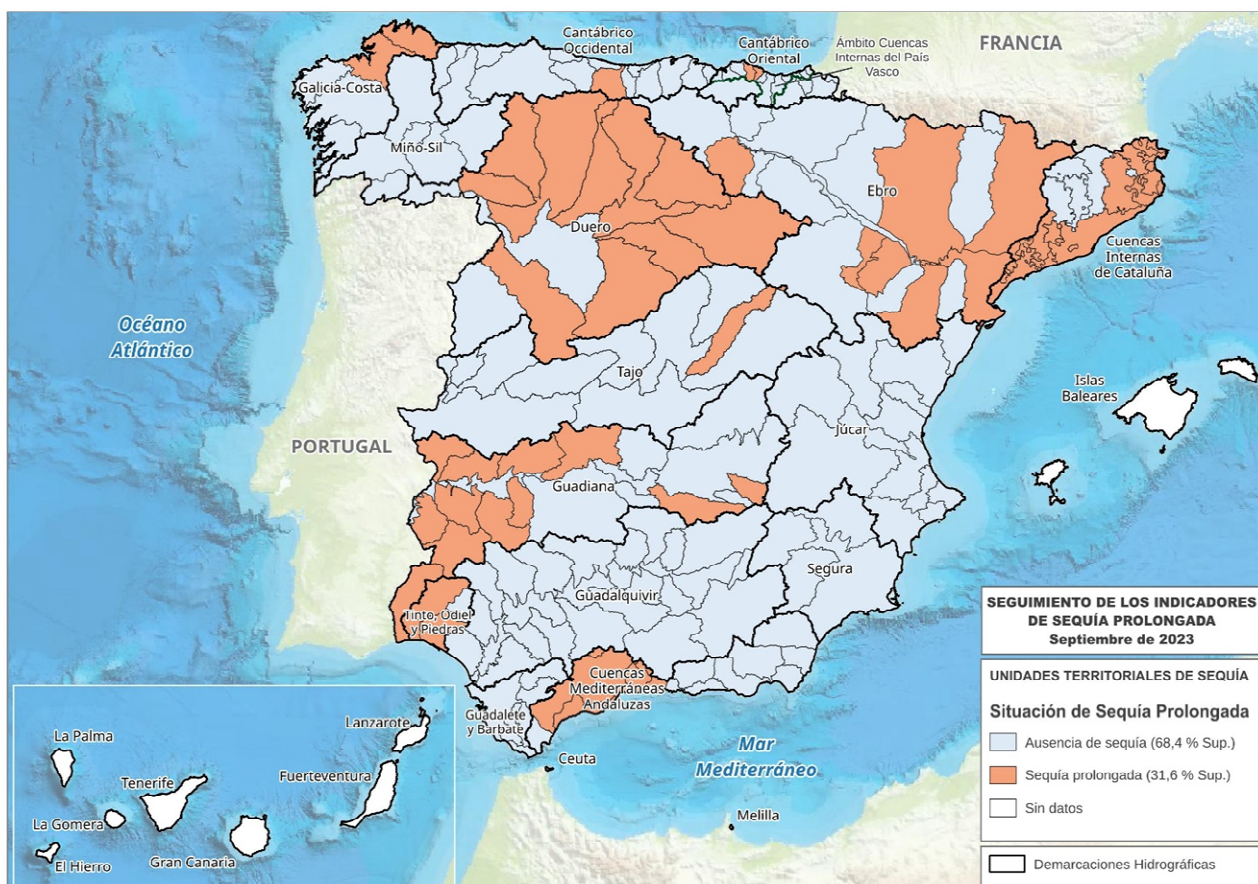 Cantábrico
Occidental
Cantábrico
Oriental
Ámbito Cuencas
Internas del País
Vasco
FRANCIA
Galicia-Costa
Miño-Sil
Ebro
Duero
Cuencas
Internas
de Cataluña
Océano
Atlántico
Tajo
Islas
Baleares
Júcar
PORTUGAL
Guadiana
Segura
Guadalquivir
Tinto, Odiel
y Piedras
Cuencas
Mediterráneas
Andaluzas
Guadalete
y Barbate
Ceuta
Mar
Mediterráneo
Melilla
Lanzarote
La Palma
Fuerteventura
Tenerife
La Gomera
El Hierro
Gran Canaria
SEGUIMIENTO DE LOS INDICADORES
DE SEQUÍA PROLONGADA
Septiembre de 2023
UNIDADES TERRITORIALES DE SEQUÍA
Situación de Sequía Prolongada
Ausencia de sequía (68,4 % Sup.)
Sequía prolongada (31,6 % Sup.)
Sin datos
Demarcaciones Hidrográficas